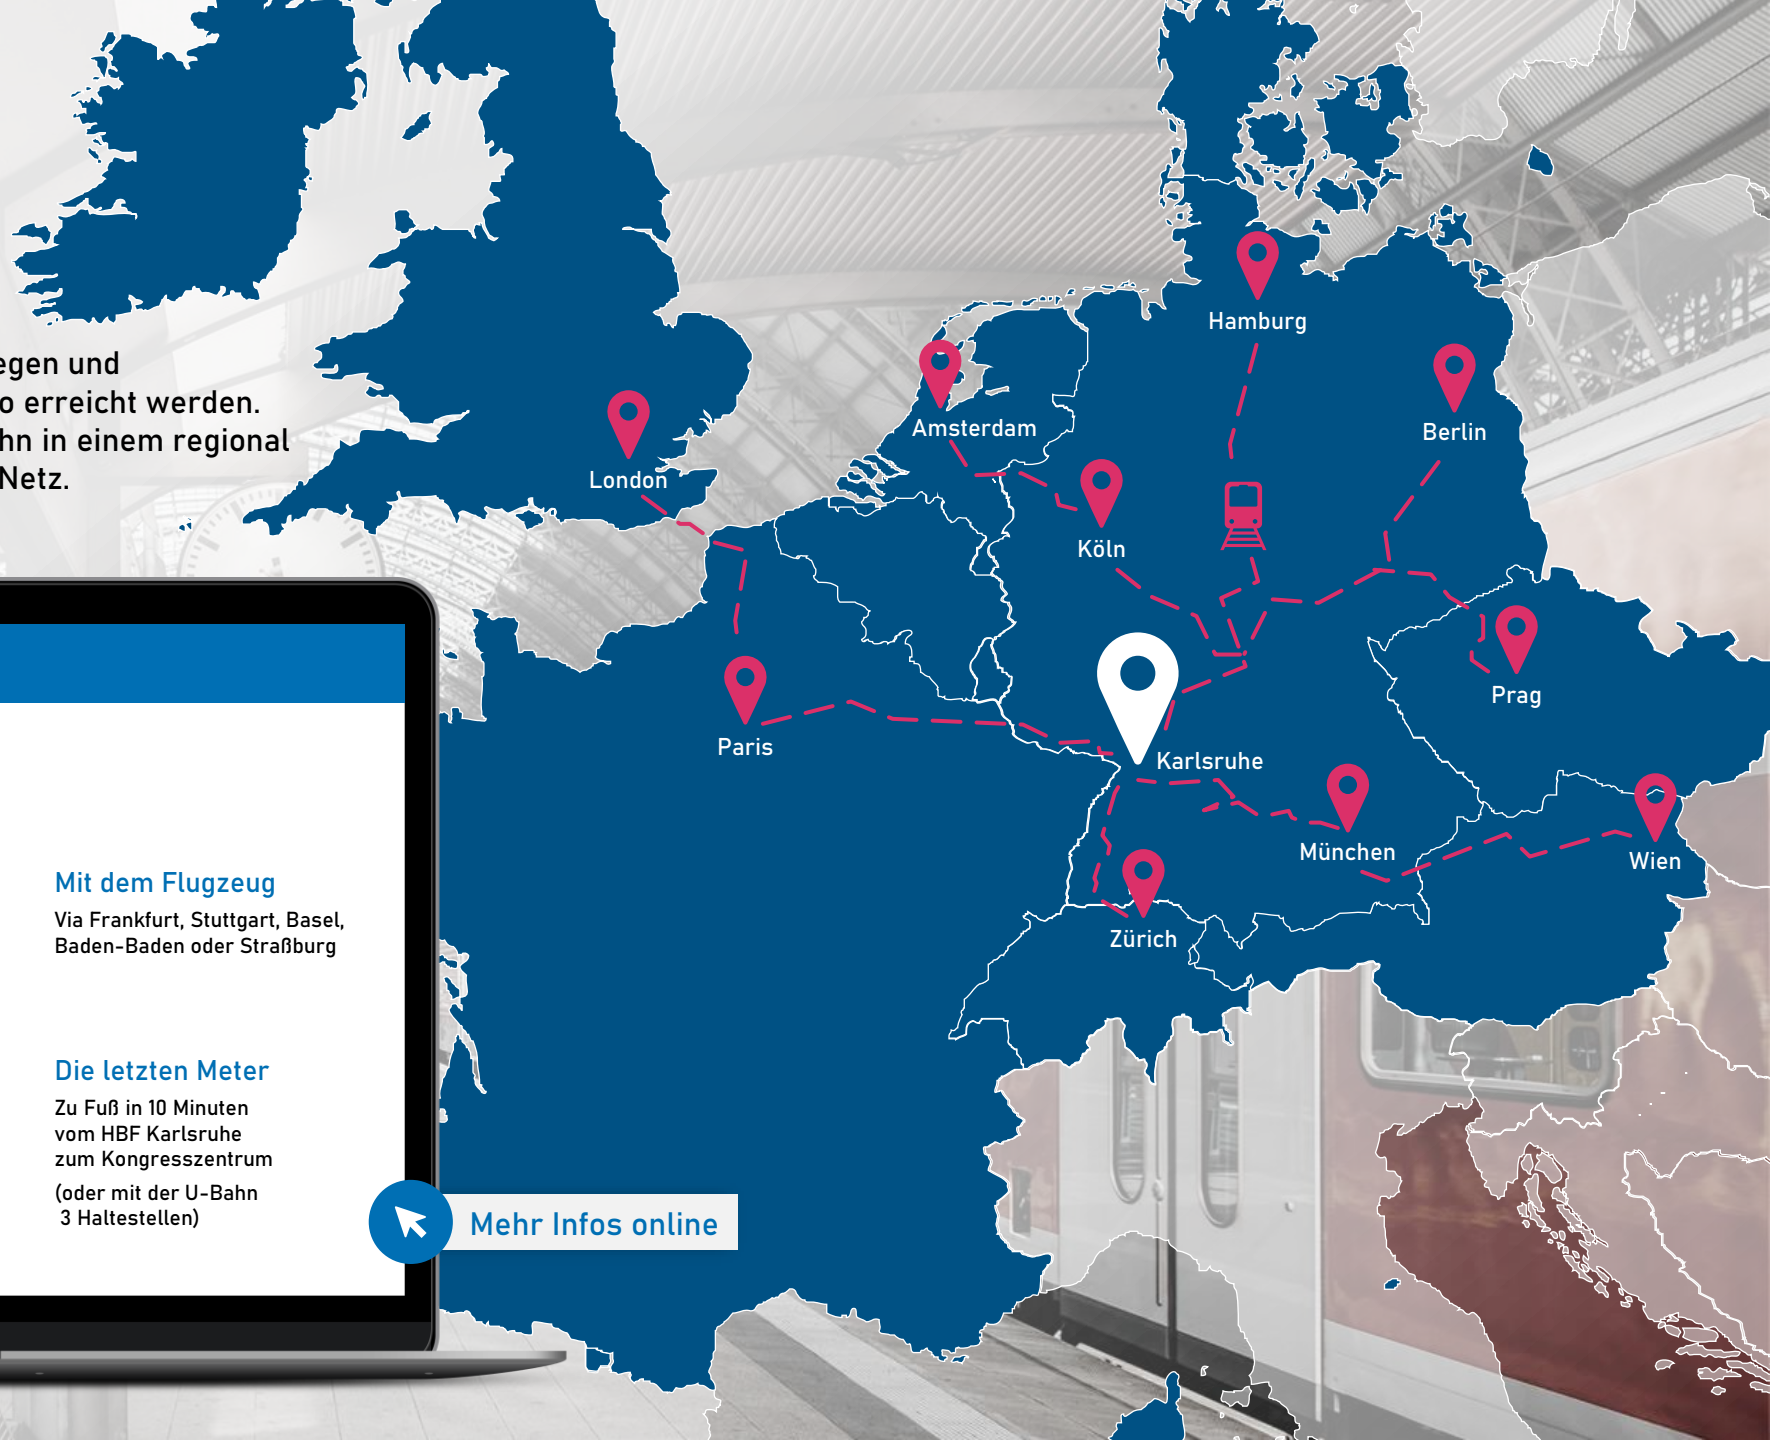 Hamburg
egen und
o erreicht werden.
hn in einem regional
Netz.
Amsterdam
Berlin
London
Köln
Prag
Paris
Karlsruhe
München
Wien
Zürich
Mit dem Flugzeug
Via Frankfurt, Stuttgart, Basel,
Baden-Baden oder Straßburg
Die letzten Meter
Zu Fuß in 10 Minuten
vom HBF Karlsruhe
zum Kongresszentrum
(oder mit der U-Bahn
3 Haltestellen)
Mehr Infos online